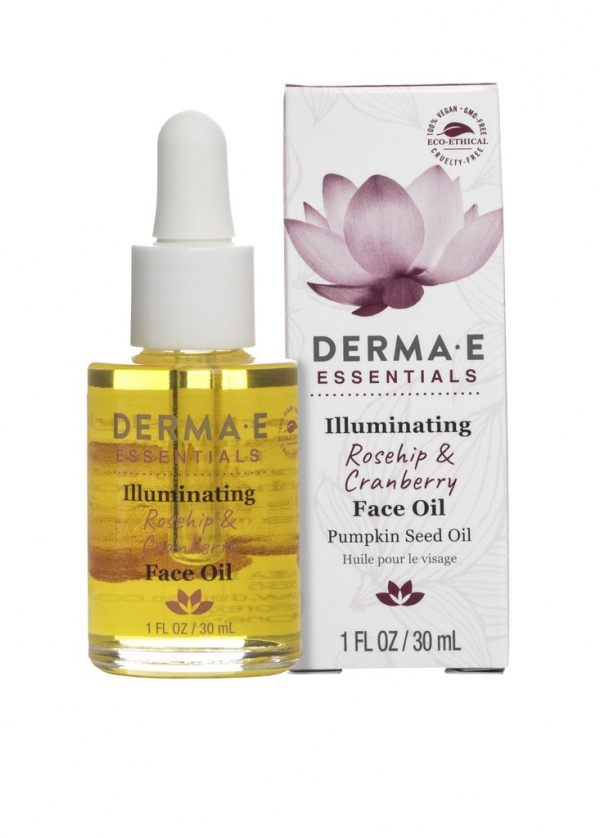 DERMA·E
ESSENTIALS
Illuminating
Rosehip &
Cranberry
Face Oil
1 FL OZ / 30 mL
100% VEGAN • GMO-FREE
ECO-ETHICAL
CRUELTY-FREE
DERMA·E
ESSENTIALS
Illuminating
Rosehip &
Cranberry
Face Oil
Pumpkin Seed Oil
Huile pour le visage
1 FL OZ / 30 mL